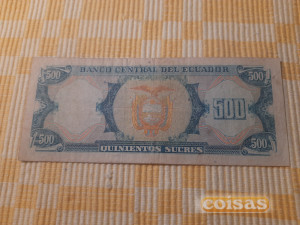 BANCO CENTRAL DEL ECUADOR
500 500
500
500 500
QUINIENTOS SUCRES
coisas